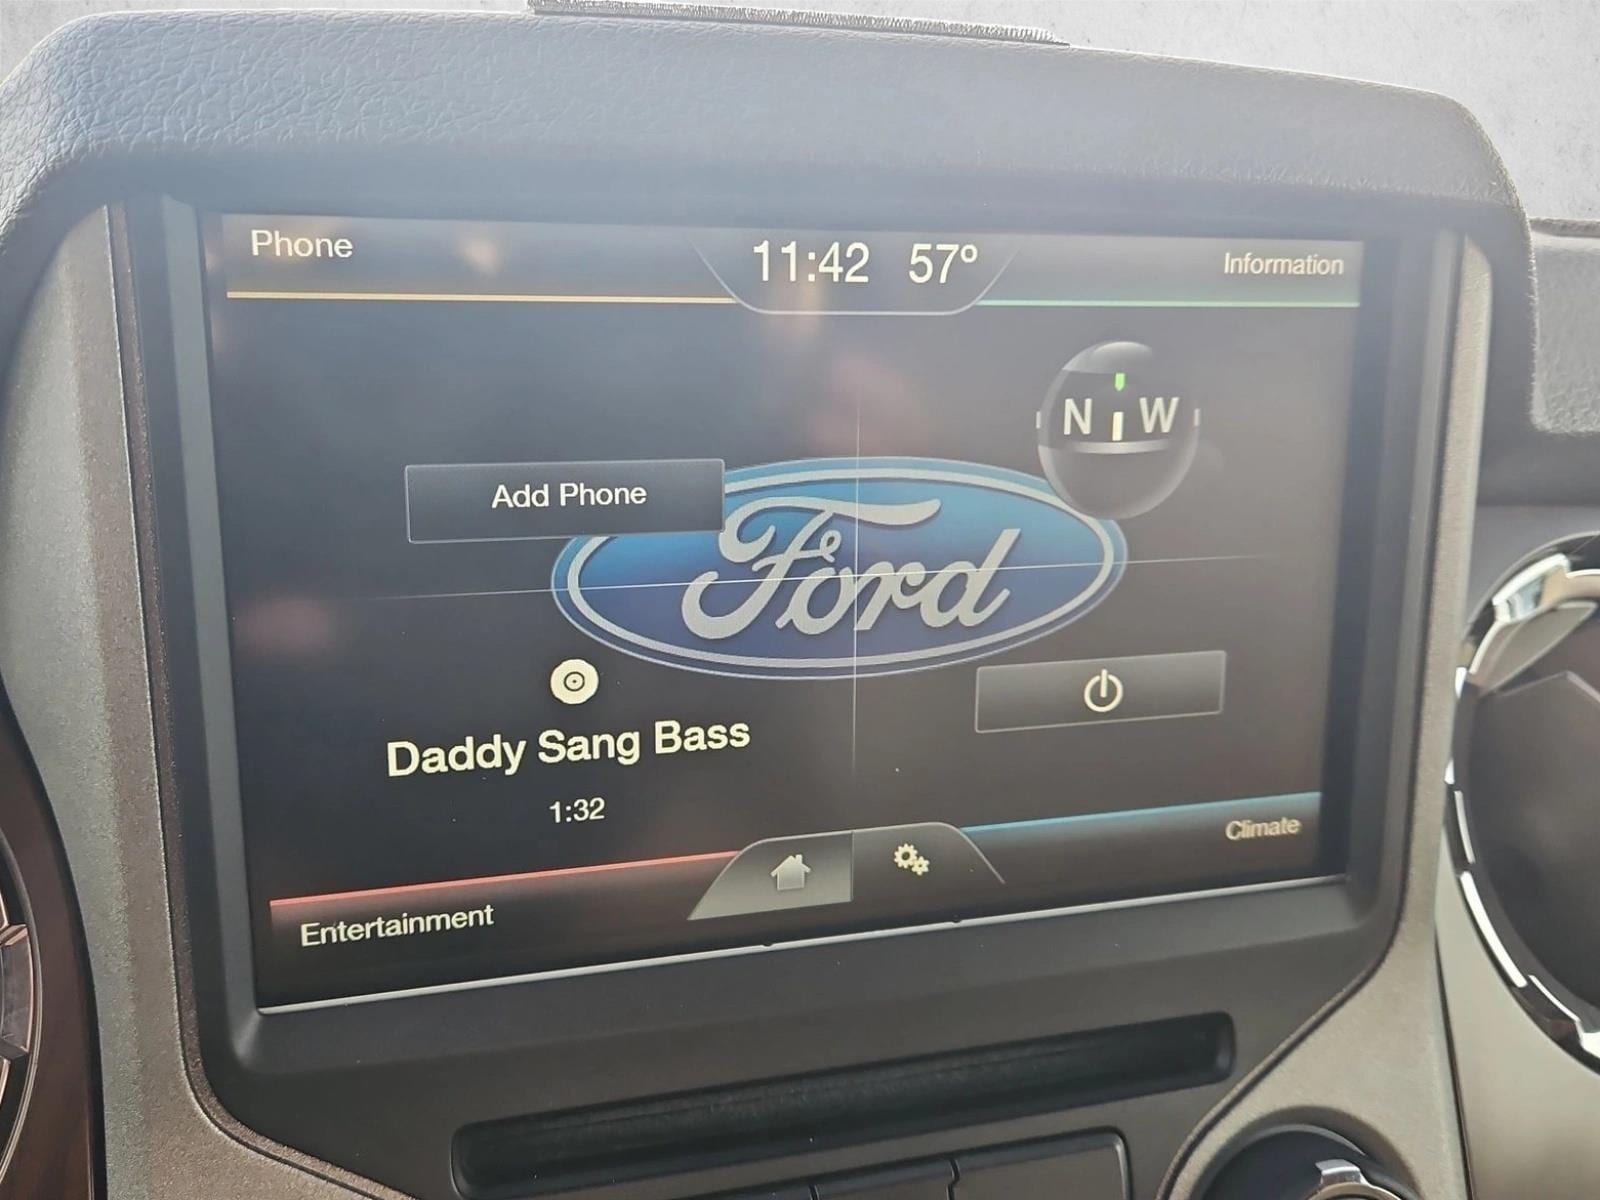 Phone
11:42 57°
Information
N W
Add Phone
Ford
Daddy Sang Bass
1:32
Climate
Entertainment